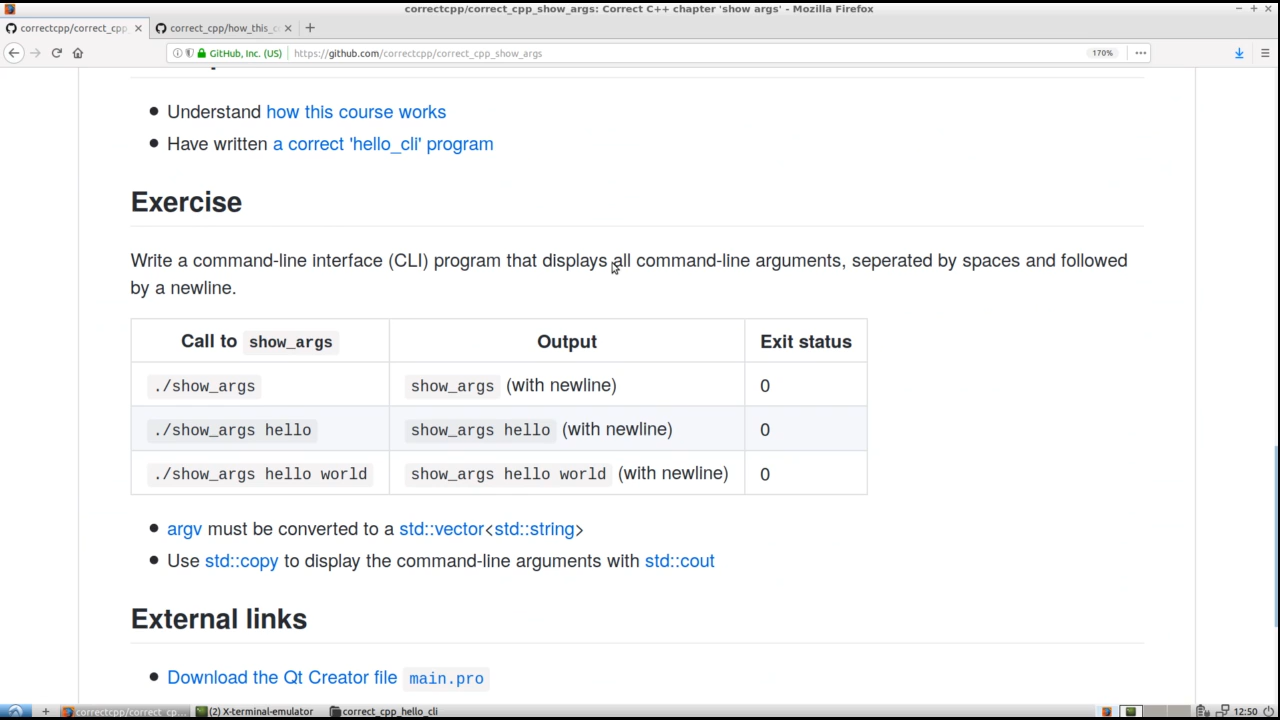 correctcpp/correct_cpp_show_args: Correct C++ chapter 'show args' - Mozilla Firefox
correctcpp/correct_cpp_ correct_cpp/how_this_c
GitHub, Inc. (US) https://github.com/correctcpp/correct_cpp_show_args 170%
Understand how this course works
Have written a correct 'hello_cli' program
Exercise
Write a command-line interface (CLI) program that displays all command-line arguments, seperated by spaces and followed
by a newline.
Call to show_args Output Exit status
./show_args show_args (with newline) 0
./show_args hello show_args hello (with newline) 0
./show_args hello world show_args hello world (with newline) 0
argv must be converted to a std::vector<std::string>
Use std::copy to display the command-line arguments with std::cout
External links
Download the Qt Creator file main.pro
correctcpp/correct_cp... (2) X-terminal-emulator correct_cpp_hello_cli 12:50